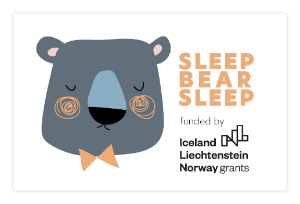 SLEEP
BEAR
SLEEP
funded by
Iceland
Liechtenstein
Norway grants